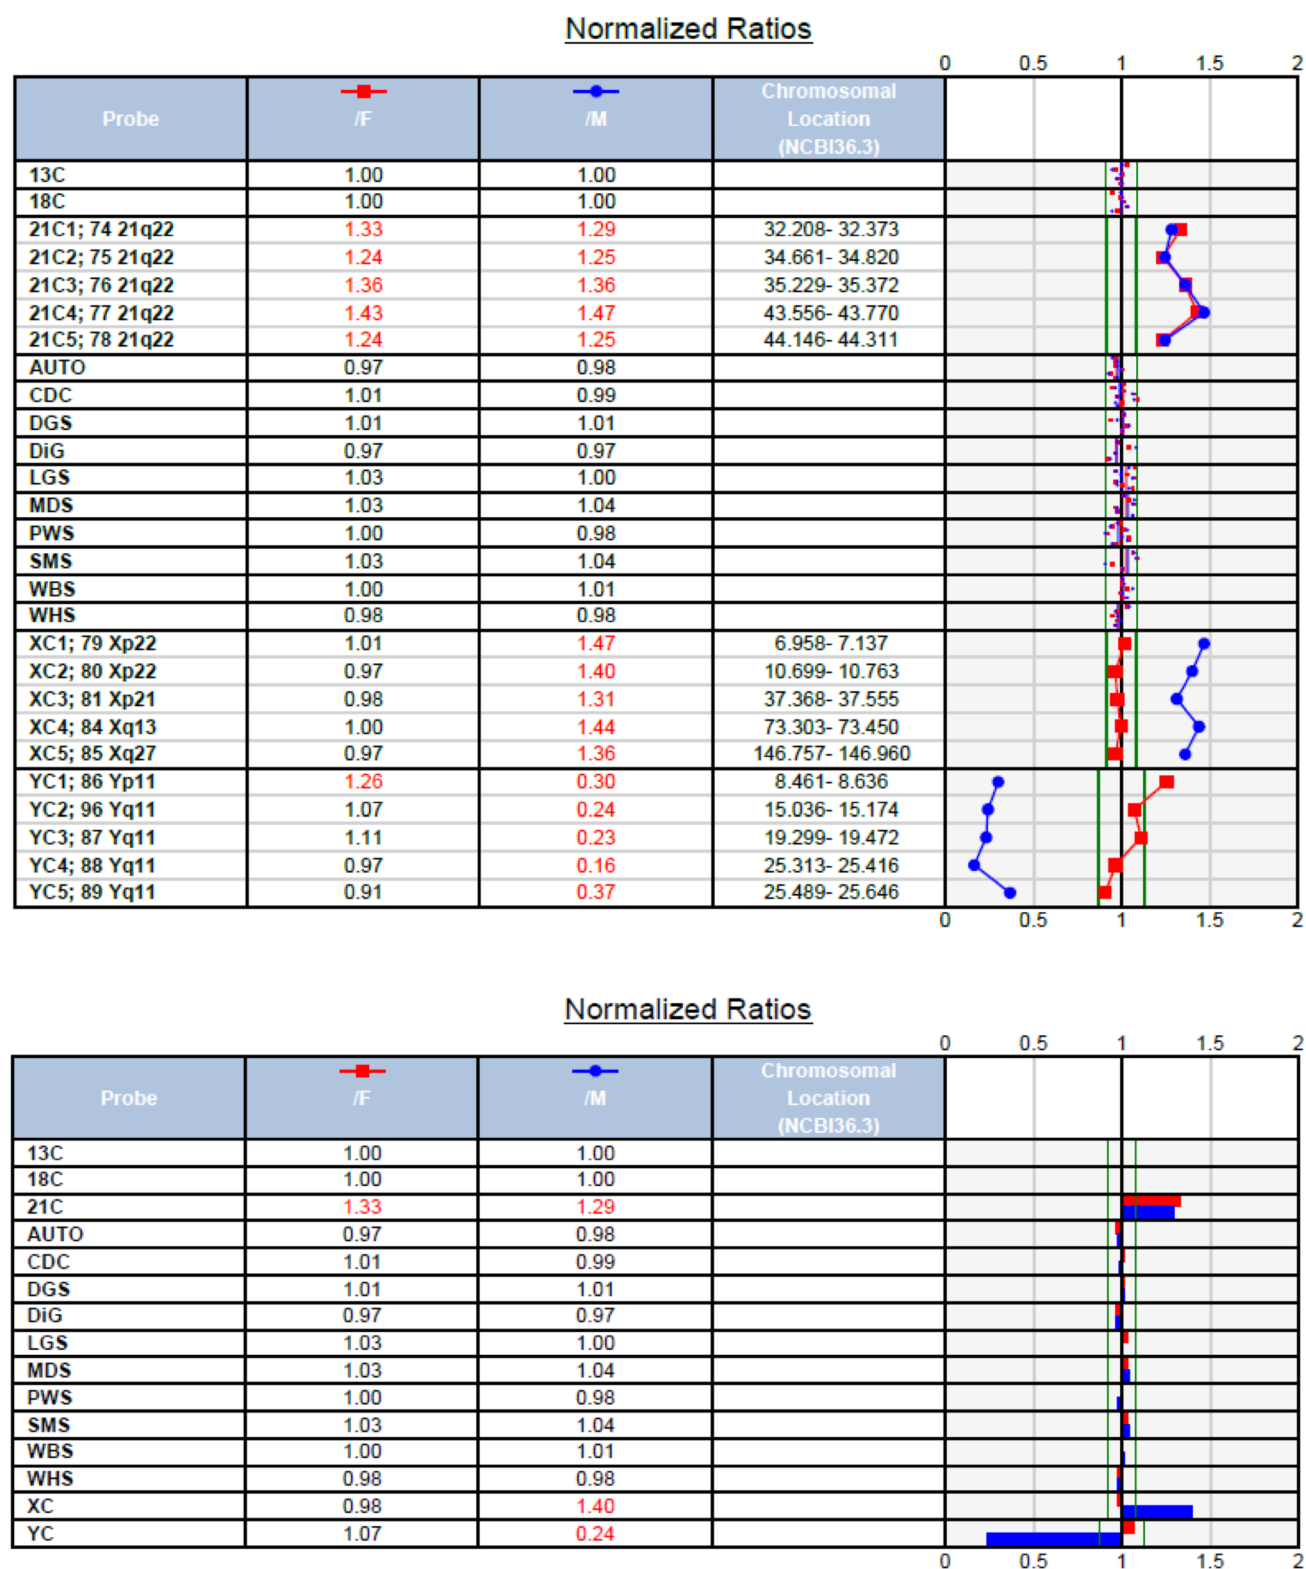 Normalized Ratios
0 0.5 1 1.5 2
Probe /F /M Chromosomal Location (NCBI36.3)
13C 1.00 1.00
18C 1.00 1.00
21C1; 74 21q22 1.33 1.29 32.208- 32.373
21C2; 75 21q22 1.24 1.25 34.661- 34.820
21C3; 76 21q22 1.36 1.36 35.229- 35.372
21C4; 77 21q22 1.43 1.47 43.556- 43.770
21C5; 78 21q22 1.24 1.25 44.146- 44.311
AUTO 0.97 0.98
CDC 1.01 0.99
DGS 1.01 1.01
DiG 0.97 0.97
LGS 1.03 1.00
MDS 1.03 1.04
PWS 1.00 0.98
SMS 1.03 1.04
WBS 1.00 1.01
WHS 0.98 0.98
XC1; 79 Xp22 1.01 1.47 6.958- 7.137
XC2; 80 Xp22 0.97 1.40 10.699- 10.763
XC3; 81 Xp21 0.98 1.31 37.368- 37.555
XC4; 84 Xq13 1.00 1.44 73.303- 73.450
XC5; 85 Xq27 0.97 1.36 146.757- 146.960
YC1; 86 Yp11 1.26 0.30 8.461- 8.636
YC2; 96 Yq11 1.07 0.24 15.036- 15.174
YC3; 87 Yq11 1.11 0.23 19.299- 19.472
YC4; 88 Yq11 0.97 0.16 25.313- 25.416
YC5; 89 Yq11 0.91 0.37 25.489- 25.646
0 0.5 1 1.5 2
Normalized Ratios
0 0.5 1 1.5 2
Probe /F /M Chromosomal Location (NCBI36.3)
13C 1.00 1.00
18C 1.00 1.00
21C 1.33 1.29
AUTO 0.97 0.98
CDC 1.01 0.99
DGS 1.01 1.01
DiG 0.97 0.97
LGS 1.03 1.00
MDS 1.03 1.04
PWS 1.00 0.98
SMS 1.03 1.04
WBS 1.00 1.01
WHS 0.98 0.98
XC 0.98 1.40
YC 1.07 0.24
0 0.5 1 1.5 2